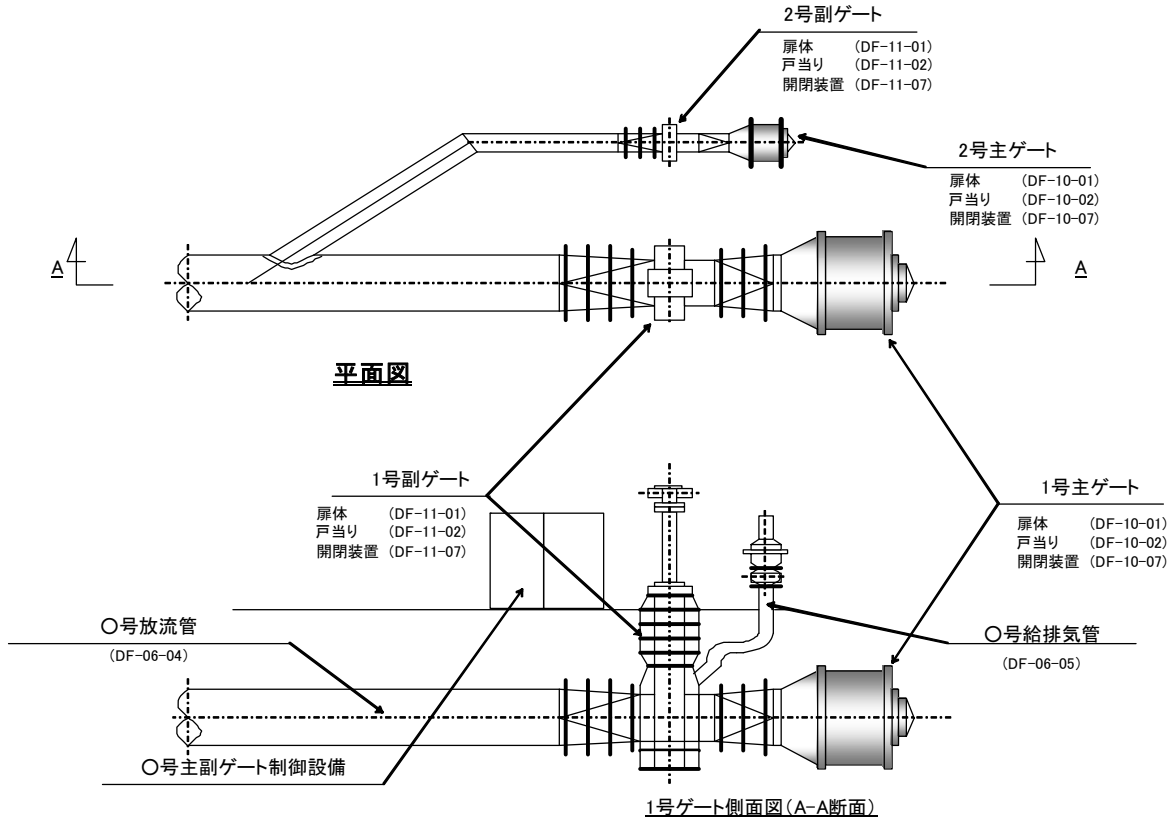 2号副ゲート
扉体 (DF-11-01)
戸当り (DF-11-02)
開閉装置 (DF-11-07)
2号主ゲート
扉体 (DF-10-01)
戸当り (DF-10-02)
開閉装置 (DF-10-07)
A
A
平面図
1号副ゲート
扉体 (DF-11-01)
戸当り (DF-11-02)
開閉装置 (DF-11-07)
1号主ゲート
扉体 (DF-10-01)
戸当り (DF-10-02)
開閉装置 (DF-10-07)
〇号放流管
(DF-06-04)
〇号給排気管
(DF-06-05)
〇号主副ゲート制御設備
1号ゲート側面図(A-A断面)